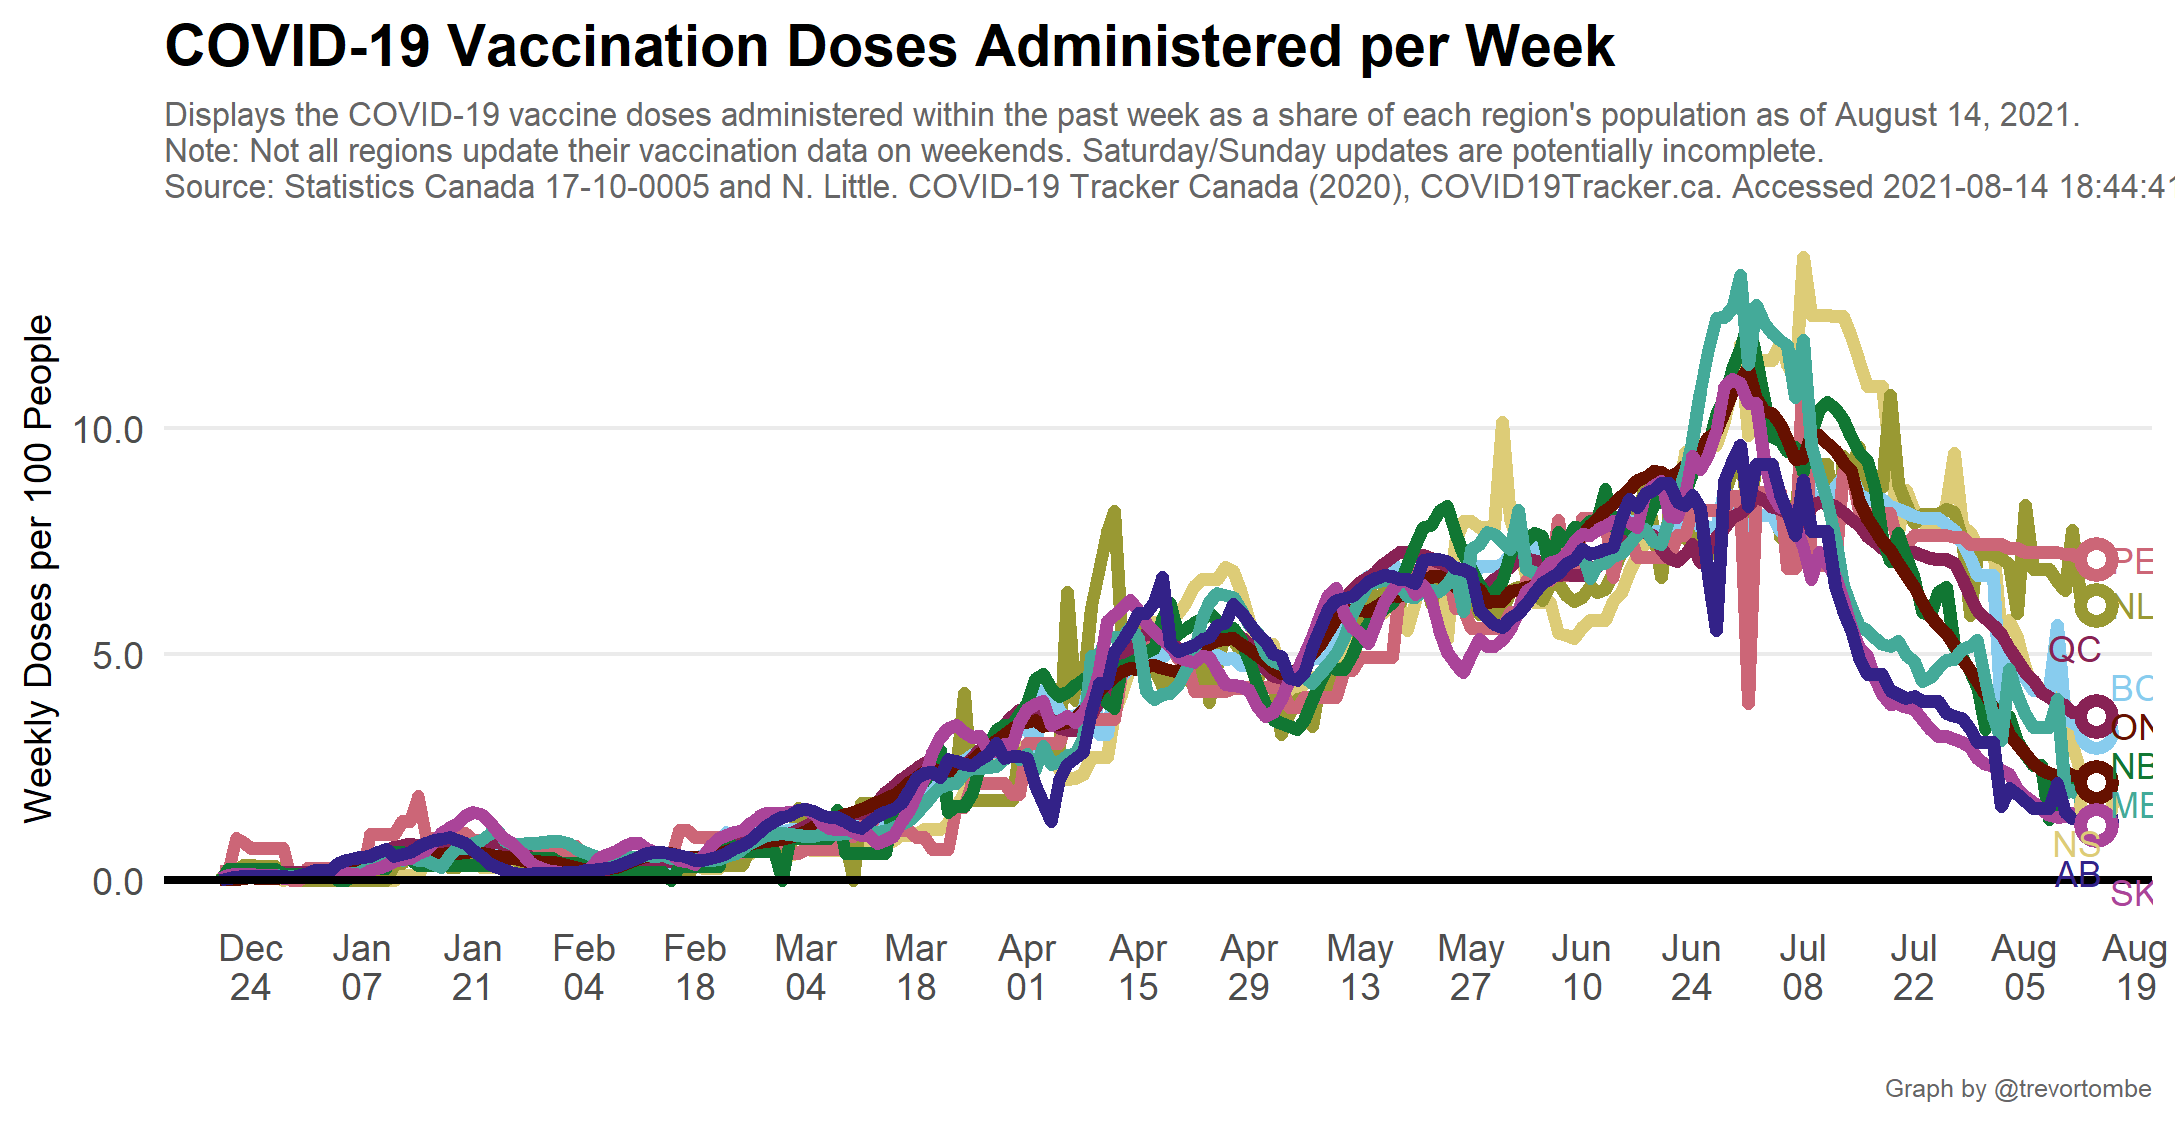 COVID-19 Vaccination Doses Administered per Week
Displays the COVID-19 vaccine doses administered within the past week as a share of each region's population as of August 14, 2021.
Note: Not all regions update their vaccination data on weekends. Saturday/Sunday updates are potentially incomplete.
Source: Statistics Canada 17-10-0005 and N. Little. COVID-19 Tracker Canada (2020), COVID19Tracker.ca. Accessed 2021-08-14 18:44:41
Weekly Doses per 100 People
10.0
5.0
0.0
PE
NL
QC
BC
ON
NB
MB
NS
AB
SK
Dec Jan Jan Feb Feb Mar Mar Apr Apr Apr May May Jun Jun Jul Jul Aug Aug
24 07 21 04 18 04 18 01 15 29 13 27 10 24 08 22 05 19
Graph by @trevortombe